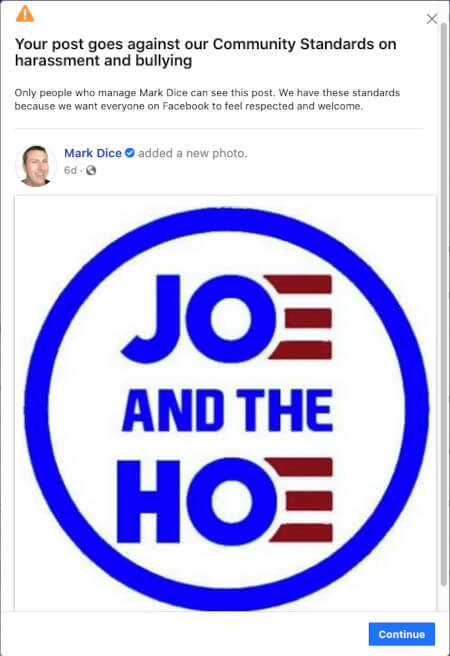 Your post goes against our Community Standards on
harassment and bullying
Only people who manage Mark Dice can see this post. We have these standards
because we want everyone on Facebook to feel respected and welcome.
Mark Dice added a new photo.
6d ·
JOE
AND THE
HOE
Continue